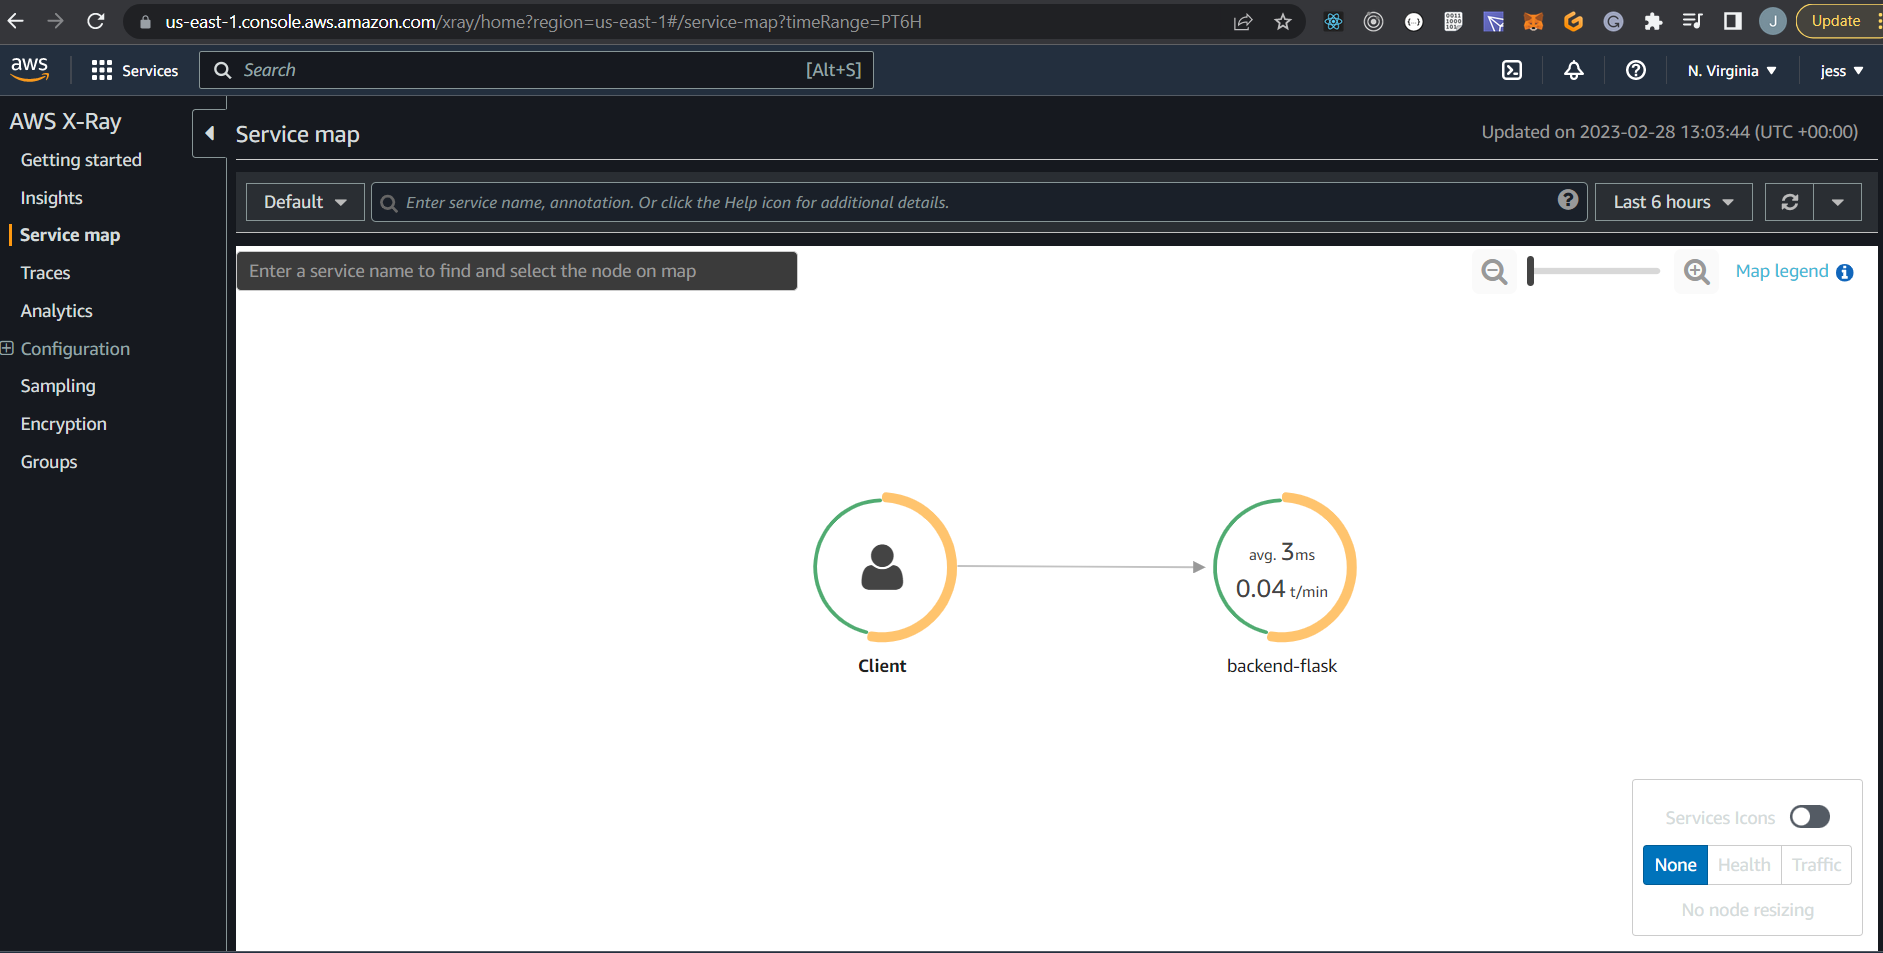 us-east-1.console.aws.amazon.com/xray/home?region=us-east-1#/service-map?timeRange=PT6H
J
Update
aws
Services
Search
[Alt+S]
N. Virginia
jess
AWS X-Ray
Getting started
Insights
Service map
Traces
Analytics
Configuration
Sampling
Encryption
Groups
Service map
Updated on 2023-02-28 13:03:44 (UTC +00:00)
Default
Enter service name, annotation. Or click the Help icon for additional details.
Last 6 hours
Enter a service name to find and select the node on map
Map legend
Client
avg. 3ms
0.04 t/min
backend-flask
Services Icons
None
Health
Traffic
No node resizing